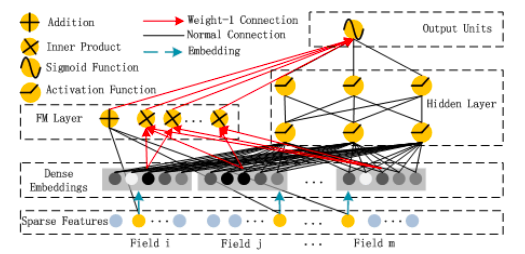 Addition
Inner Product
Sigmoid Function
Activation Function
Weight-1 Connection
Normal Connection
Embedding
Output Units
Hidden Layer
FM Layer
...
Dense
Embeddings
...
Sparse Features
...
...
...
...
Field i
Field j
...
Field m